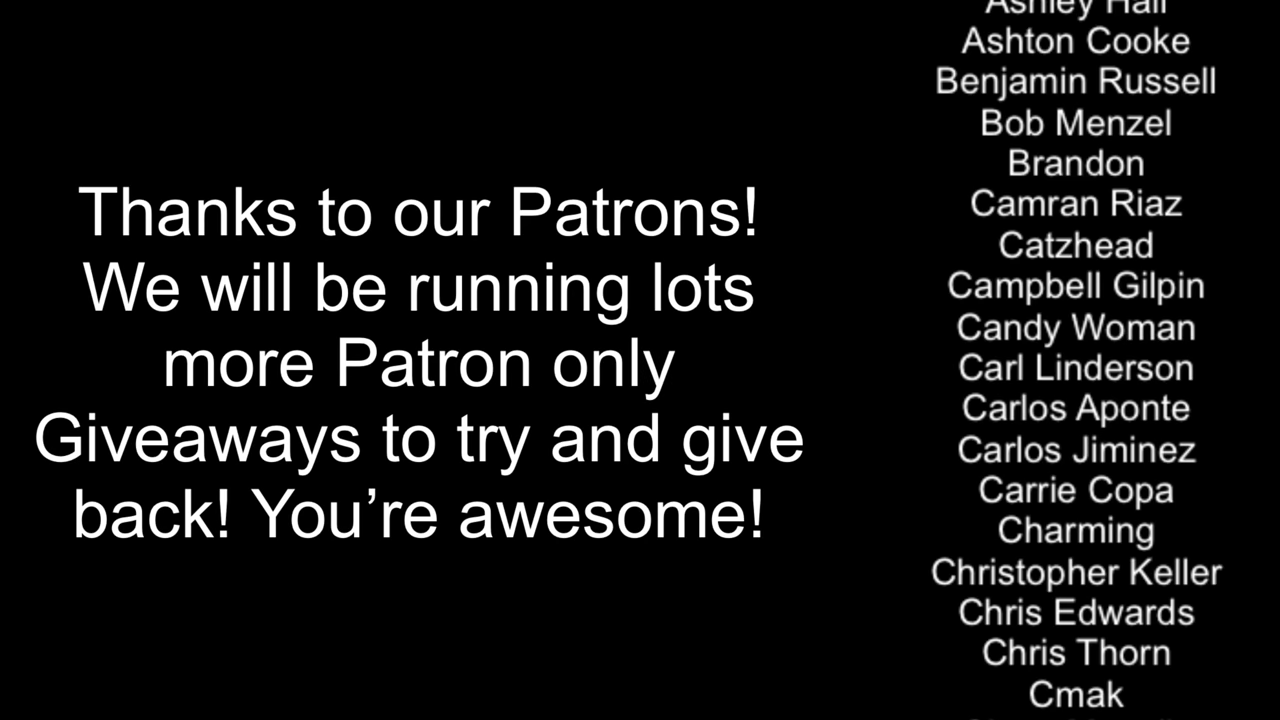 Thanks to our Patrons!
We will be running lots
more Patron only
Giveaways to try and give
back! You’re awesome!
Ashley Hall
Ashton Cooke
Benjamin Russell
Bob Menzel
Brandon
Camran Riaz
Catzhead
Campbell Gilpin
Candy Woman
Carl Linderson
Carlos Aponte
Carlos Jiminez
Carrie Copa
Charming
Christopher Keller
Chris Edwards
Chris Thorn
Cmak